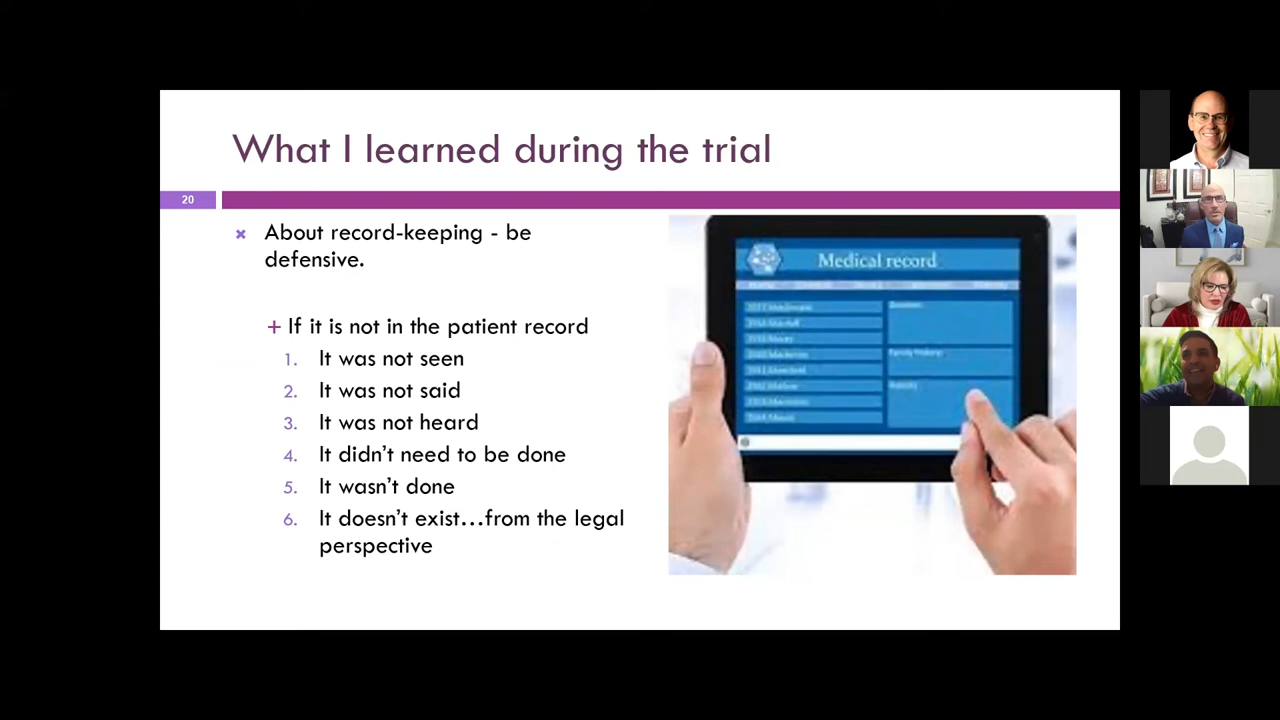 What I learned during the trial
20
About record-keeping - be
defensive.
If it is not in the patient record
1. It was not seen
2. It was not said
3. It was not heard
4. It didn't need to be done
5. It wasn't done
6. It doesn't exist...from the legal
perspective
Medical record
Family History